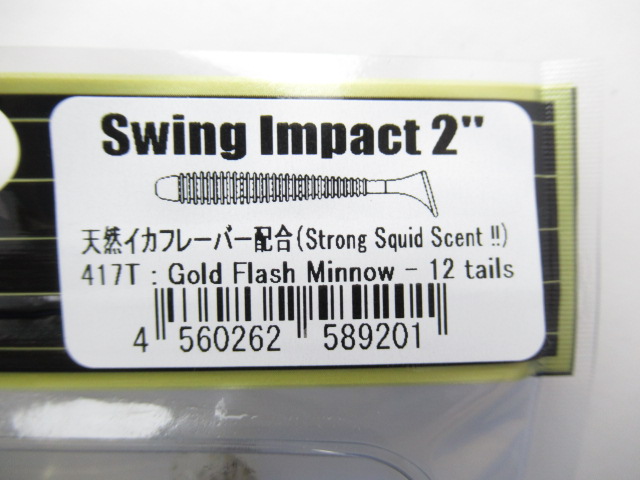 Swing Impact 2"
天然イカフレーバー配合(Strong Squid Scent !!)
417T : Gold Flash Minnow - 12 tails
4 560262 589201